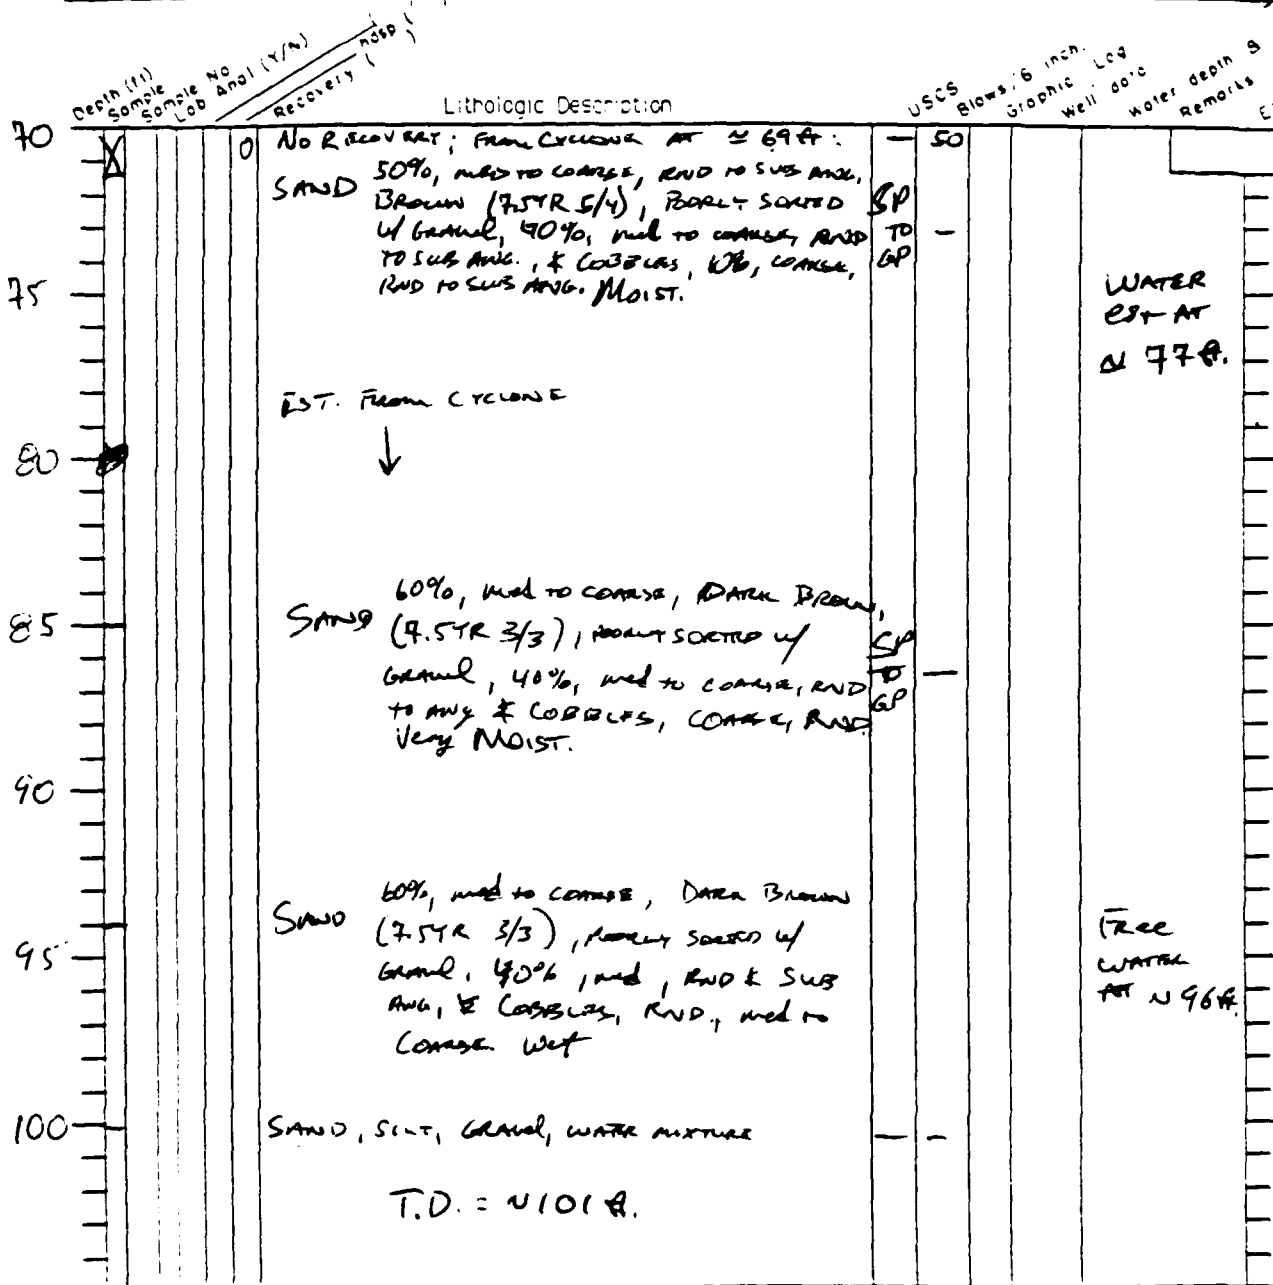 Depth (ft)
Sample
Sample No
Lab Anal (Y/N)
Recovery ( )
hdsp ( )
Lithologic Description
USCS
Blows/6 inch.
Graphic Log
Well data
Water depth &
Remarks
E
70
0
NO RECOVERY; FROM CYCLONE AT ≃ 69 ft:
— 50
SAND 50%, MED TO COARSE, RND TO SUB ANG,
BROWN (7.5YR 5/4), POORLY SORTED
SP
W/ GRAVEL, 40%, med to COARSE, RND
TO —
TO SUB ANG., & COBBLES, 10%, COARSE,
GP
RND TO SUB ANG. MOIST.
75
WATER
est AT
~ 77 ft.
EST. FROM CYCLONE
↓
80
60%, med to COARSE, DARK BROWN,
85
SAND (7.5YR 3/3), POORLY SORTED w/
SP
GRAVEL, 40%, med to COARSE, RND
TO —
to ANG & COBBLES, COARSE, RND
GP
Very MOIST.
90
60%, med to COARSE, DARK BROWN
SAND (7.5YR 3/3), POORLY SORTED w/
95
GRAVEL, 40%, med, RND & SUB
ANG, & COBBLES, RND., med to
COARSE. Wet
Free
WATER
AT ~ 96 ft.
100
SAND, SILT, GRAVEL, WATER MIXTURE
— –
T.D. = ~101 ft.